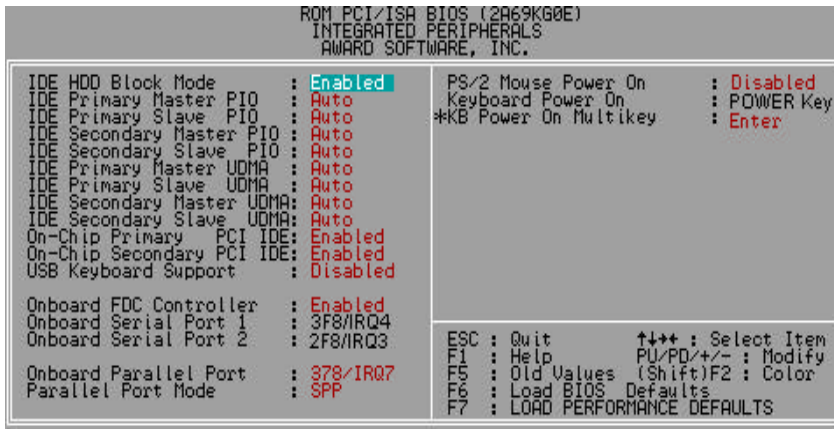 ROM PCI/ISA BIOS (2A69KG0E)
INTEGRATED PERIPHERALS
AWARD SOFTWARE, INC.
IDE HDD Block Mode : Enabled
IDE Primary Master PIO : Auto
IDE Primary Slave PIO : Auto
IDE Secondary Master PIO : Auto
IDE Secondary Slave PIO : Auto
IDE Primary Master UDMA : Auto
IDE Primary Slave UDMA : Auto
IDE Secondary Master UDMA: Auto
IDE Secondary Slave UDMA: Auto
On-Chip Primary PCI IDE: Enabled
On-Chip Secondary PCI IDE: Enabled
USB Keyboard Support : Disabled
Onboard FDC Controller : Enabled
Onboard Serial Port 1 : 3F8/IRQ4
Onboard Serial Port 2 : 2F8/IRQ3
Onboard Parallel Port : 378/IRQ7
Parallel Port Mode : SPP
PS/2 Mouse Power On : Disabled
Keyboard Power On : POWER Key
*KB Power On Multikey : Enter
ESC : Quit ↑↓→← : Select Item
F1 : Help PU/PD/+/- : Modify
F5 : Old Values (Shift)F2 : Color
F6 : Load BIOS Defaults
F7 : LOAD PERFORMANCE DEFAULTS